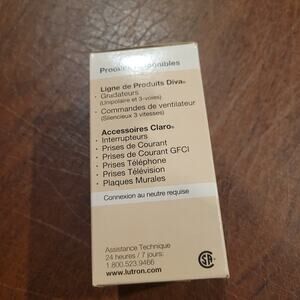 Produits Disponibles
Ligne de Produits Diva®
• Gradateurs
(Unipolaire et 3-voies)
• Commandes de ventilateur
(Silencieux 3 vitesses)
Accessoires Claro®
• Interrupteurs
• Prises de Courant
• Prises de Courant GFCI
• Prises Téléphone
• Prises Télévision
• Plaques Murales
Connexion au neutre requise
Assistance Technique
24 heures / 7 jours:
1.800.523.9466
www.lutron.com